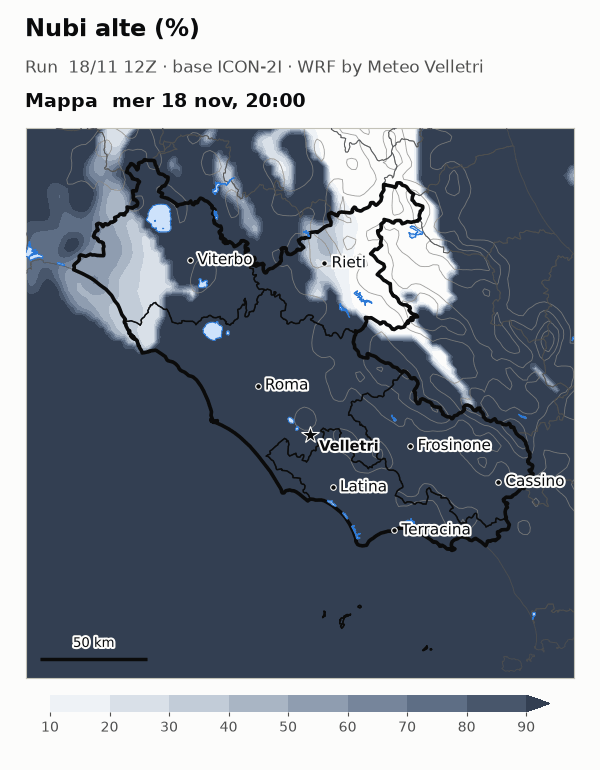 Nubi alte (%)
Run 18/11 12Z · base ICON-2I · WRF by Meteo Velletri
Mappa mer 18 nov, 20:00
Viterbo
Rieti
Roma
Velletri
Frosinone
Latina
Cassino
Terracina
50 km
10 20 30 40 50 60 70 80 90